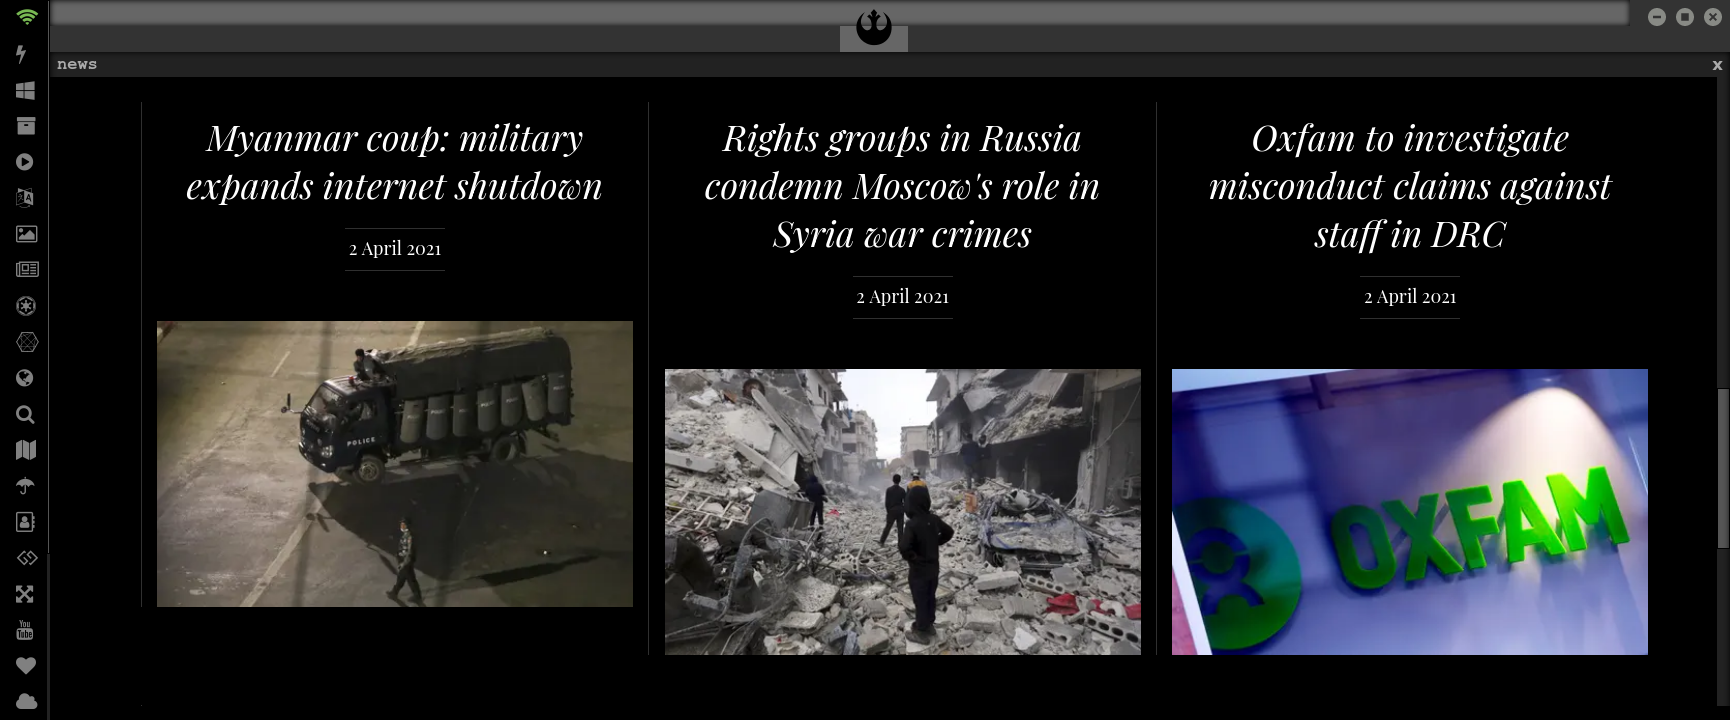 news
x
Myanmar coup: military
expands internet shutdown
2 April 2021
POLICE
Rights groups in Russia
condemn Moscow's role in
Syria war crimes
2 April 2021
Oxfam to investigate
misconduct claims against
staff in DRC
2 April 2021
OXFAM
You
Tube